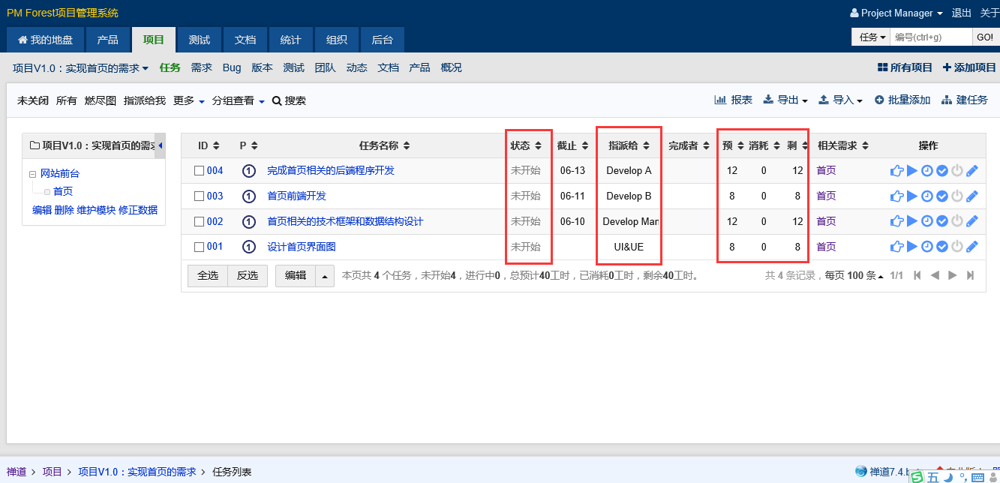 PM Forest项目管理系统 Project Manager 退出 关于
我的地盘 产品 项目 测试 文档 统计 组织 后台 任务 编号(ctrl+g) GO!
项目V1.0：实现首页的需求 任务 需求 Bug 版本 测试 团队 动态 文档 产品 概况 所有项目 添加项目
未关闭 所有 燃尽图 指派给我 更多 分组查看 搜索 报表 导出 导入 批量添加 建任务
项目V1.0：实现首页的需求
网站前台
首页
编辑 删除 维护模块 修正数据
ID P 任务名称 状态 截止 指派给 完成者 预 消耗 剩 相关需求 操作
004 1 完成首页相关的后端程序开发 未开始 06-13 Develop A 12 0 12 首页
003 1 首页前端开发 未开始 06-11 Develop B 8 0 8 首页
002 1 首页相关的技术框架和数据结构设计 未开始 06-10 Develop Man 12 0 12 首页
001 1 设计首页界面图 未开始 UI&UE 8 0 8 首页
全选 反选 编辑 本页共 4 个任务，未开始4，进行中0，总预计40工时，已消耗0工时，剩余40工时。 共 4 条记录，每页 100 条 1/1
禅道 > 项目 > 项目V1.0：实现首页的需求 > 任务列表 禅道7.4 五